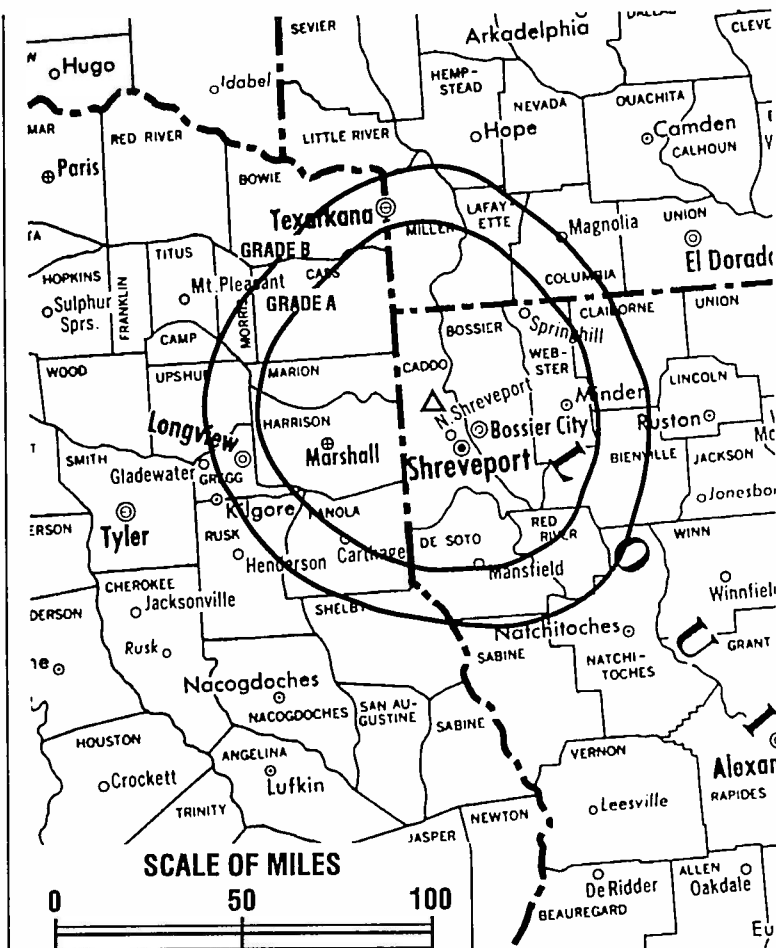 SEVIER
Arkadelphia
DALLAS
CLEVE
Hugo
Idabel
HEMP-
STEAD
NEVADA
OUACHITA
MAR
RED RIVER
LITTLE RIVER
Hope
Camden
CALHOUN
Paris
BOWIE
Texarkana
LAFAY-
ETTE
MILLER
Magnolia
UNION
El Dorado
TITUS
GRADE B
CASS
COLUMBIA
HOPKINS
Sulphur
Sprs.
FRANKLIN
Mt. Pleasant
MORRIS
GRADE A
CAMP
BOSSIER
Springhill
CLAIBORNE
UNION
WOOD
UPSHUR
MARION
CADDO
WEB-
STER
LINCOLN
N. Shreveport
Minden
Longview
HARRISON
Marshall
Bossier City
Ruston
SMITH
Gladewater
GREGG
Shreveport
L
BIENVILLE
JACKSON
Jonesbor
Kilgore
PANOLA
ERSON
Tyler
RUSK
Henderson
Carthage
DE SOTO
RED
RIVER
WINN
Mansfield
O
CHEROKEE
Jacksonville
SHELBY
Winnfield
DERSON
Rusk
Natchitoches
SABINE
NATCHI-
TOCHES
U
GRANT
ne
Nacogdoches
NACOGDOCHES
SAN AU-
GUSTINE
SABINE
I
HOUSTON
ANGELINA
VERNON
Alexan
Crockett
Lufkin
RAPIDES
TRINITY
NEWTON
Leesville
JASPER
SCALE OF MILES
0 50 100
De Ridder
ALLEN
Oakdale
BEAUREGARD
Eu